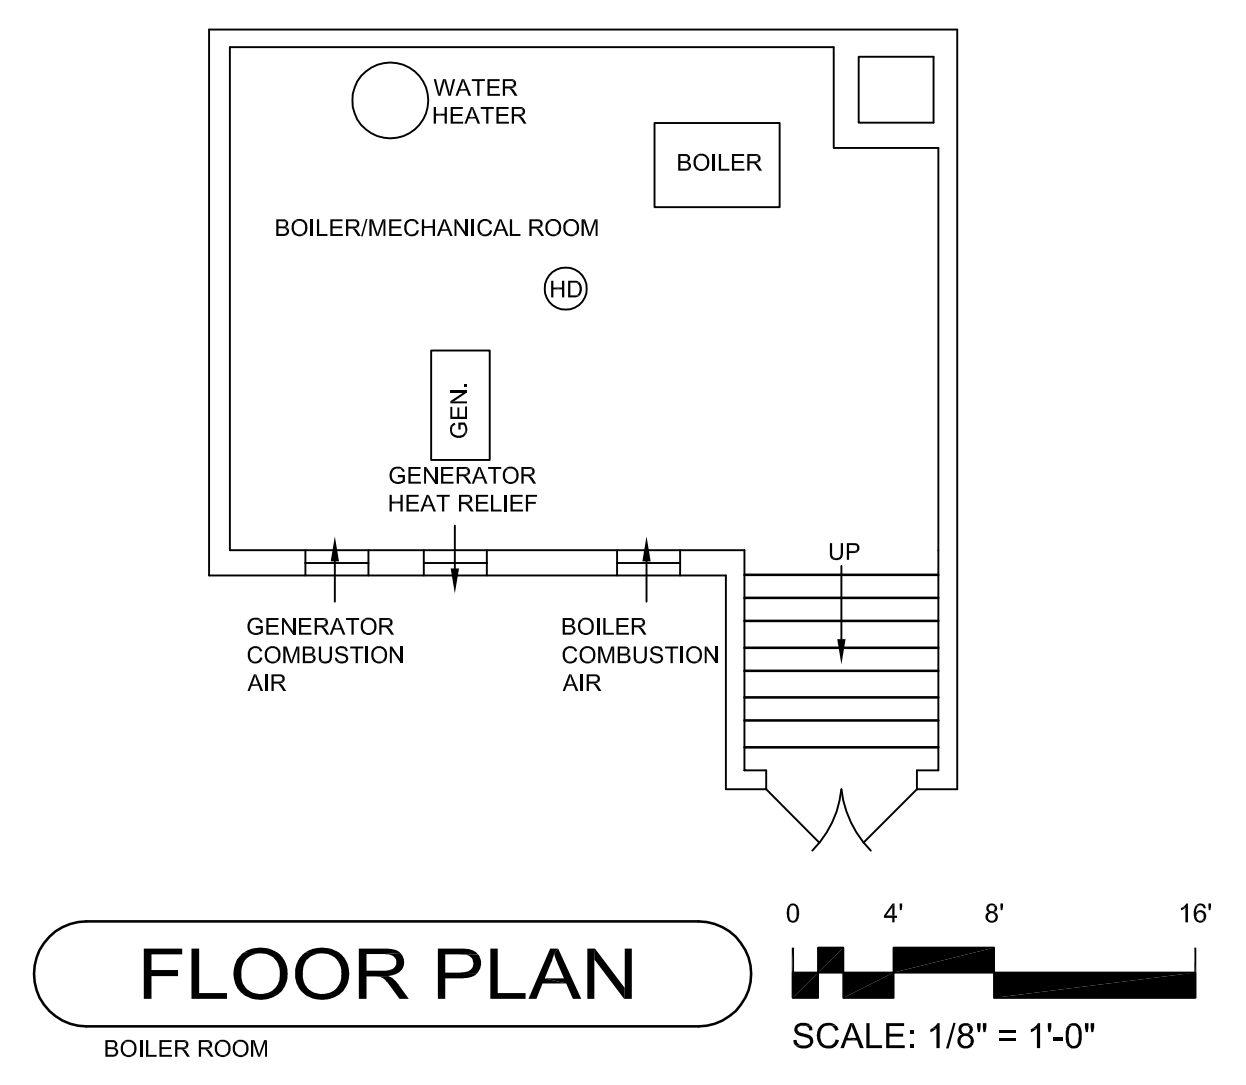 WATER
HEATER
BOILER
BOILER/MECHANICAL ROOM
HD
GEN.
GENERATOR
HEAT RELIEF
UP
GENERATOR
COMBUSTION
AIR
BOILER
COMBUSTION
AIR
FLOOR PLAN
BOILER ROOM
0 4' 8' 16'
SCALE: 1/8" = 1'-0"